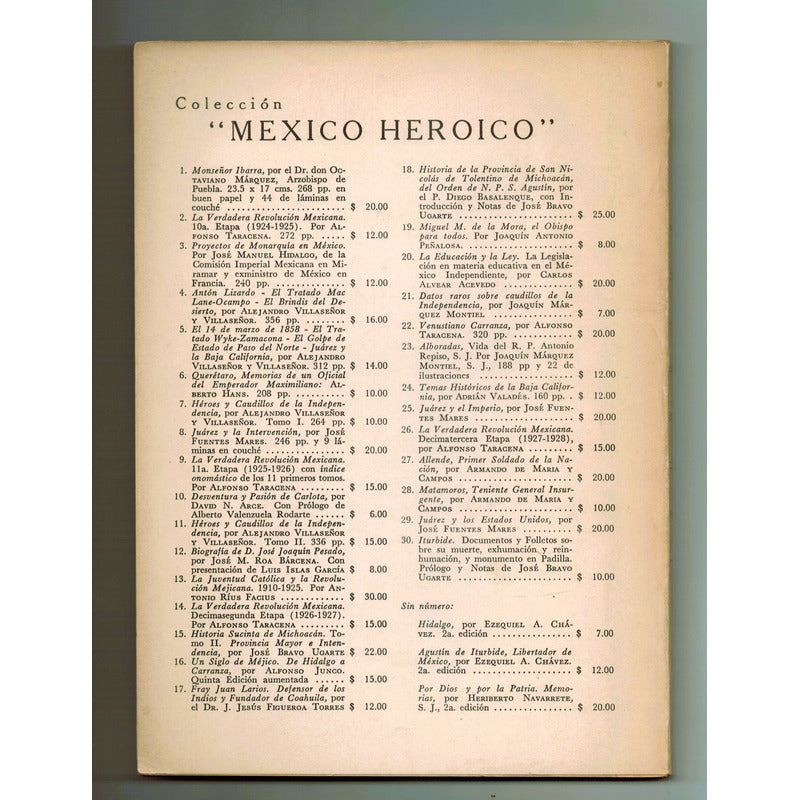 Colección
"MEXICO HEROICO"
1. Monseñor Ibarra, por el Dr. don Oc-
taviano Márquez, Arzobispo de
Puebla. 23.5 x 17 cms. 268 pp. en
buen papel y 44 de láminas en
couché ........................ $ 20.00
2. La Verdadera Revolución Mexicana.
10a. Etapa (1924-1925). Por Al-
fonso Taracena. 272 pp. ..... $ 12.00
3. Proyectos de Monarquía en México.
Por José Manuel Hidalgo, de la
Comisión Imperial Mexicana en Mi-
ramar y exministro de México en
Francia. 240 pp. ............... $ 12.00
4. Antón Lizardo - El Tratado Mac
Lane-Ocampo - El Brindis del De-
sierto, por Alejandro Villaseñor
y Villaseñor. 356 pp. ........ $ 16.00
5. El 14 de marzo de 1858 - El Tra-
tado Wyke-Zamacona - El Golpe de
Estado de Paso del Norte - Juárez y
la Baja California, por Alejandro
Villaseñor y Villaseñor. 312 pp. $ 14.00
6. Querétaro, Memorias de un Oficial
del Emperador Maximiliano: Al-
berto Hans. 208 pp. .......... $ 10.00
7. Héroes y Caudillos de la Indepen-
dencia, por Alejandro Villaseñor
y Villaseñor. Tomo I. 264 pp. $ 10.00
8. Juárez y la Intervención, por José
Fuentes Mares. 246 pp. y 9 lá-
minas en couché .............. $ 20.00
9. La Verdadera Revolución Mexicana.
11a. Etapa (1925-1926) con índice
onomástico de los 11 primeros tomos.
Por Alfonso Taracena ......... $ 15.00
10. Desventura y Pasión de Carlota, por
David N. Arce. Con Prólogo de
Alberto Valenzuela Rodarte ...... $ 6.00
11. Héroes y Caudillos de la Indepen-
dencia, por Alejandro Villaseñor
y Villaseñor. Tomo II. 336 pp. $ 15.00
12. Biografía de D. José Joaquín Pesado,
por José M. Roa Bárcena. Con
presentación de Luis Islas García $ 8.00
13. La Juventud Católica y la Revolu-
ción Mejicana. 1910-1925. Por An-
tonio Ríus Facius ............. $ 30.00
14. La Verdadera Revolución Mexicana.
Decimasegunda Etapa (1926-1927).
Por Alfonso Taracena ......... $ 15.00
15. Historia Sucinta de Michoacán. To-
mo II. Provincia Mayor e Inten-
dencia, por José Bravo Ugarte $ 22.00
16. Un Siglo de Méjico. De Hidalgo a
Carranza, por Alfonso Junco.
Quinta Edición aumentada ...... $ 15.00
17. Fray Juan Larios. Defensor de los
Indios y Fundador de Coahuila, por
el Dr. J. Jesús Figueroa Torres $ 12.00
18. Historia de la Provincia de San Ni-
colás de Tolentino de Michoacán,
del Orden de N. P. S. Agustín, por
el P. Diego Basalenque, con In-
troducción y Notas de José Bravo
Ugarte ........................ $ 25.00
19. Miguel M. de la Mora, el Obispo
para todos. Por Joaquín Antonio
Peñalosa. ..................... $ 8.00
20. La Educación y la Ley. La Legisla-
ción en materia educativa en el Mé-
xico Independiente, por Carlos
Alvear Acevedo ............... $ 20.00
21. Datos raros sobre caudillos de la
Independencia, por Joaquín Már-
quez Montiel .................. $ 7.00
22. Venustiano Carranza, por Alfonso
Taracena. 320 pp. ............. $ 20.00
23. Alboradas, Vida del R. P. Antonio
Repiso, S. J. Por Joaquín Márquez
Montiel, S. J., 188 pp y 22 de
ilustraciones ................... $ 12.00
24. Temas Históricos de la Baja Califor-
nia, por Adrián Valadés. 160 pp. . $ 12.00
25. Juárez y el Imperio, por José Fuen-
tes Mares ..................... $ 20.00
26. La Verdadera Revolución Mexicana.
Decimatercera Etapa (1927-1928),
por Alfonso Taracena ......... $ 15.00
27. Allende, Primer Soldado de la Na-
ción, por Armando de Maria y
Campos ....................... $ 20.00
28. Matamoros, Teniente General Insur-
gente, por Armando de Maria y
Campos ....................... $ 10.00
29. Juárez y los Estados Unidos, por
José Fuentes Mares ........... $ 20.00
30. Iturbide. Documentos y Folletos so-
bre su muerte, exhumación y rein-
humación, y monumento en Padilla.
Prólogo y Notas de José Bravo
Ugarte ........................ $ 10.00
Sin número:
Hidalgo, por Ezequiel A. Chá-
vez. 2a. edición ................ $ 7.00
Agustín de Iturbide, Libertador de
México, por Ezequiel A. Chávez.
2a. edición ..................... $ 12.00
Por Dios y por la Patria. Memo-
rias, por Heriberto Navarrete,
S. J., 2a. edición ................ $ 20.00